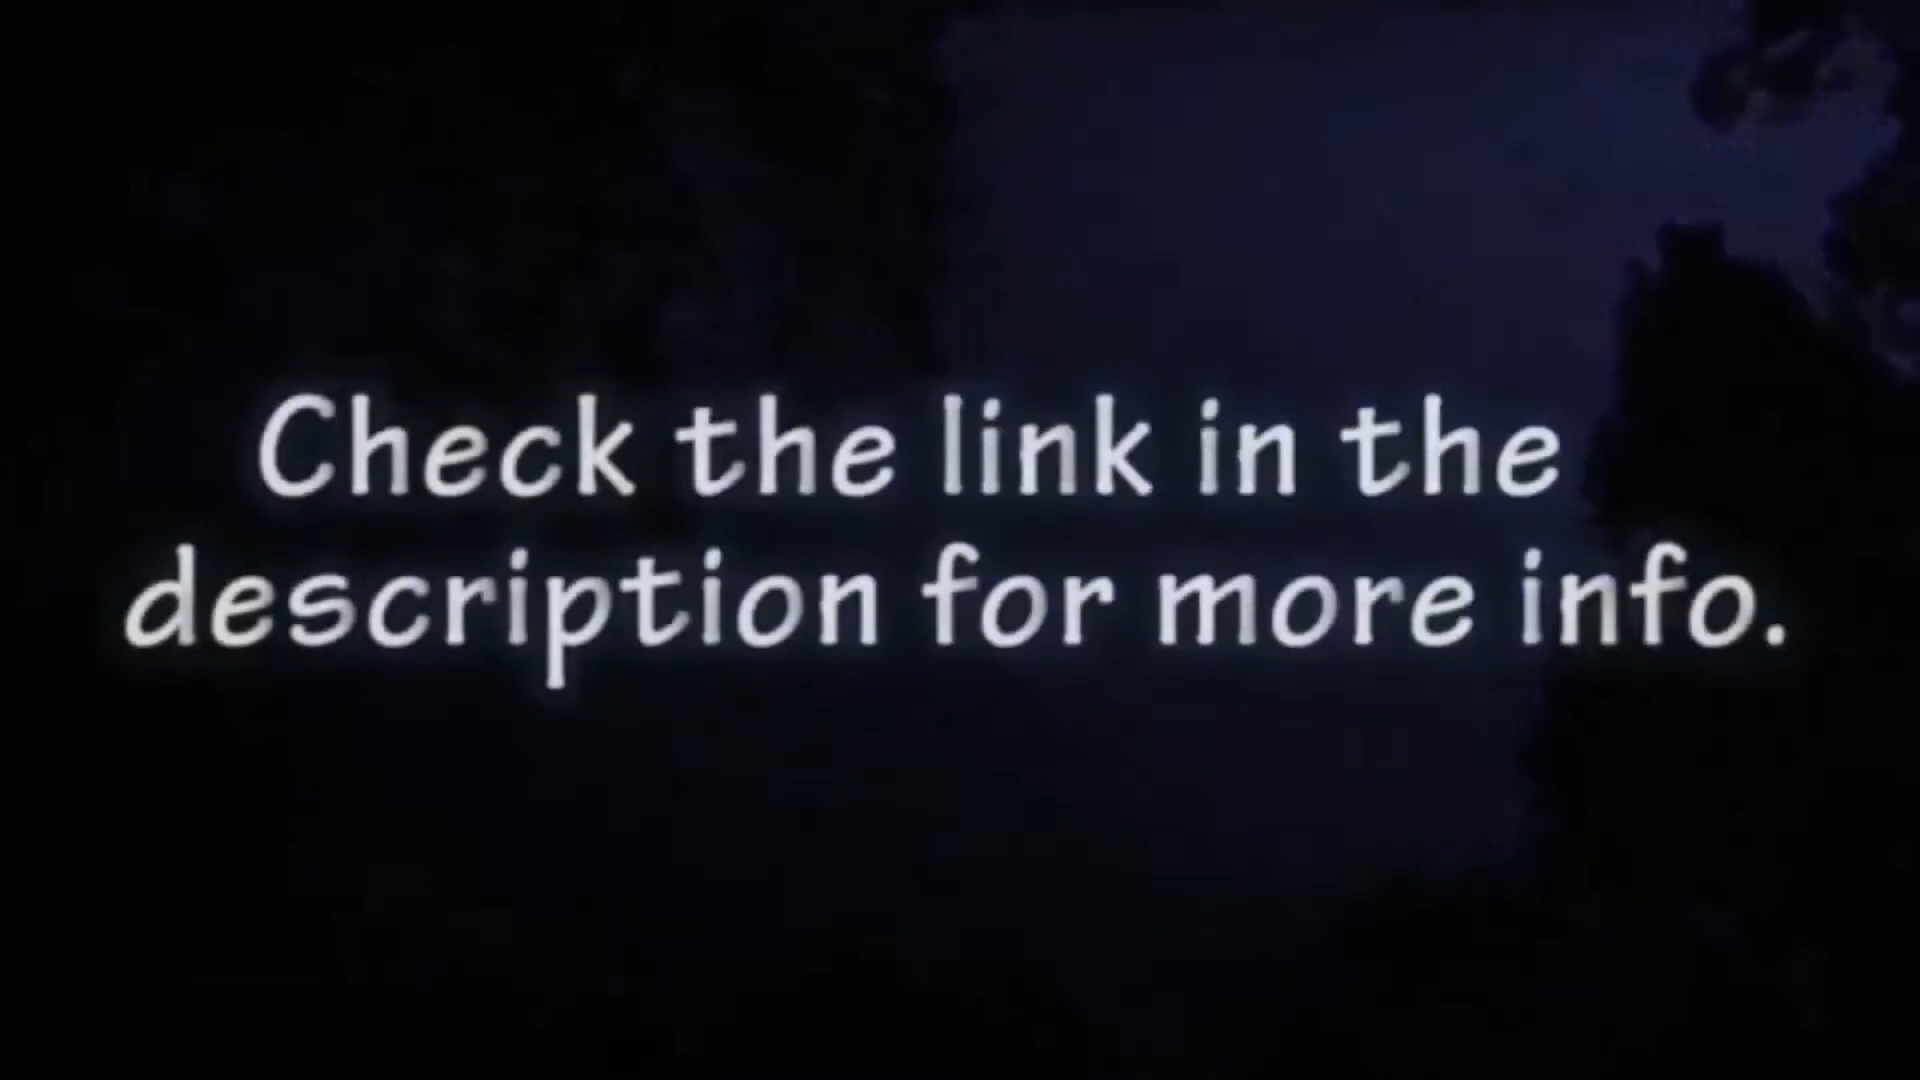 Check the link in the
description for more info.